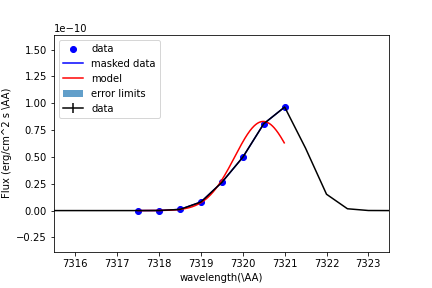 1e−10
1.50
1.25
1.00
0.75
0.50
0.25
0.00
−0.25
Flux (erg/cm^2 s \AA)
data
masked data
model
error limits
data
7316 7317 7318 7319 7320 7321 7322 7323
wavelength(\AA)